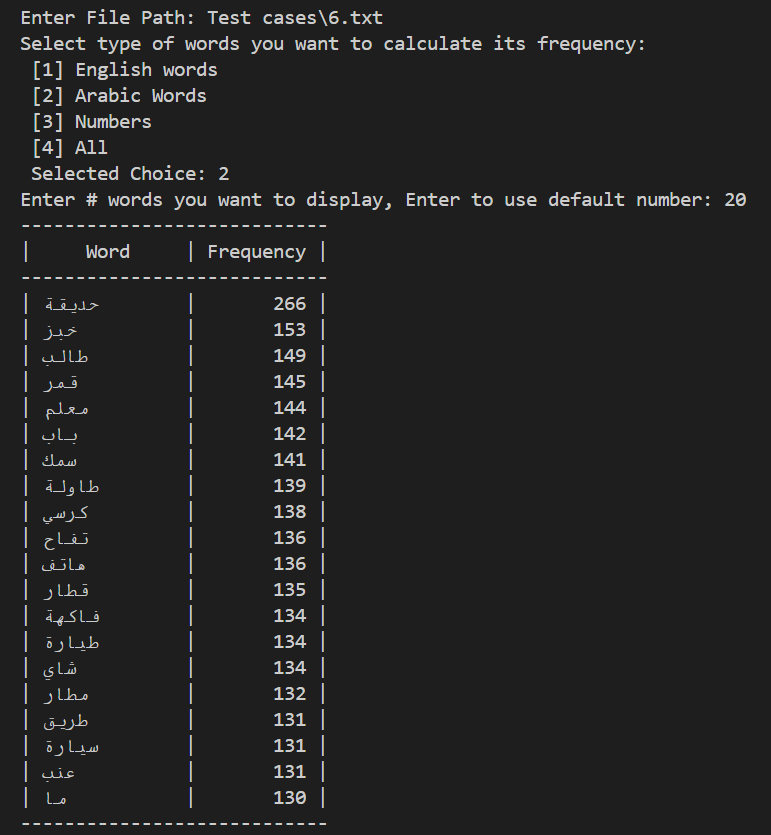 Enter File Path: Test cases\6.txt
Select type of words you want to calculate its frequency:
[1] English words
[2] Arabic Words
[3] Numbers
[4] All
Selected Choice: 2
Enter # words you want to display, Enter to use default number: 20
----------------------------
| Word | Frequency |
----------------------------
| حديقة | 266 |
| خبز | 153 |
| طالب | 149 |
| قمر | 145 |
| معلم | 144 |
| باب | 142 |
| سمك | 141 |
| طاولة | 139 |
| كرسي | 138 |
| تفاح | 136 |
| هاتف | 136 |
| قطار | 135 |
| فاكهة | 134 |
| طيارة | 134 |
| شاي | 134 |
| مطار | 132 |
| طريق | 131 |
| سيارة | 131 |
| عنب | 131 |
| ما | 130 |
----------------------------